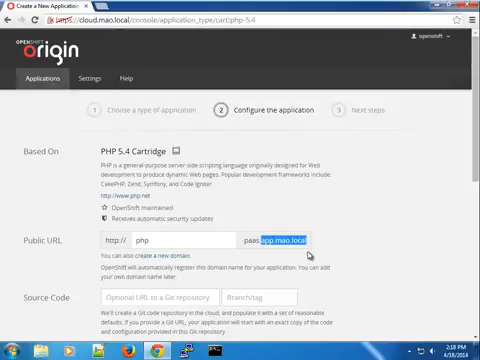 Create a New Application
https://cloud.mao.local/console/application_type/cart!php-5.4
OPENSHIFT
origin
openshift
Applications
Settings
Help
1
Choose a type of application
2
Configure the application
3
Next steps
Based On
PHP 5.4 Cartridge
PHP is a general-purpose server-side scripting language originally designed for Web
development to produce dynamic Web pages. Popular development frameworks include:
CakePHP, Zend, Symfony, and Code Igniter
http://www.php.net
OpenShift maintained
Receives automatic security updates
Public URL
http://
php
-paas.app.mao.local
You can also create a new domain.
OpenShift will automatically register this domain name for your application. You can add
your own domain name later.
Source Code
Optional URL to a Git repository
Branch/tag
We'll create a Git code repository in the cloud, and populate it with a set of reasonable
defaults. If you provide a Git URL, your application will start with an exact copy of the code
and configuration provided in this Git repository
2:18 PM
4/18/2014